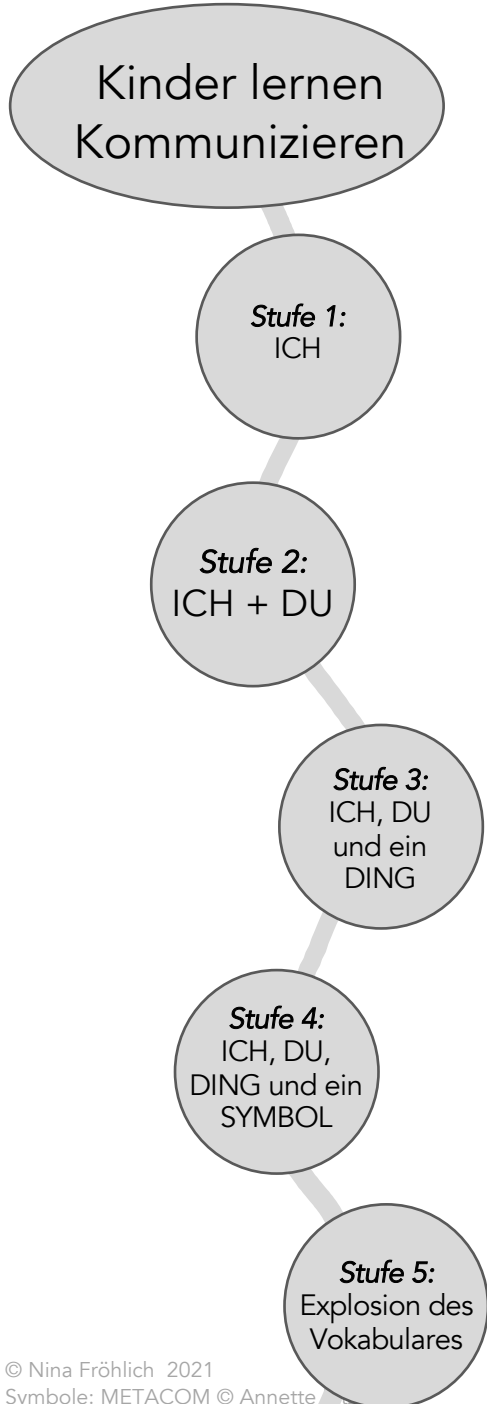 Kinder lernen
Kommunizieren
Stufe 1:
ICH
Stufe 2:
ICH + DU
Stufe 3:
ICH, DU
und ein
DING
Stufe 4:
ICH, DU,
DING und ein
SYMBOL
Stufe 5:
Explosion des
Vokabulares
© Nina Fröhlich 2021
Symbole: METACOM © Annette